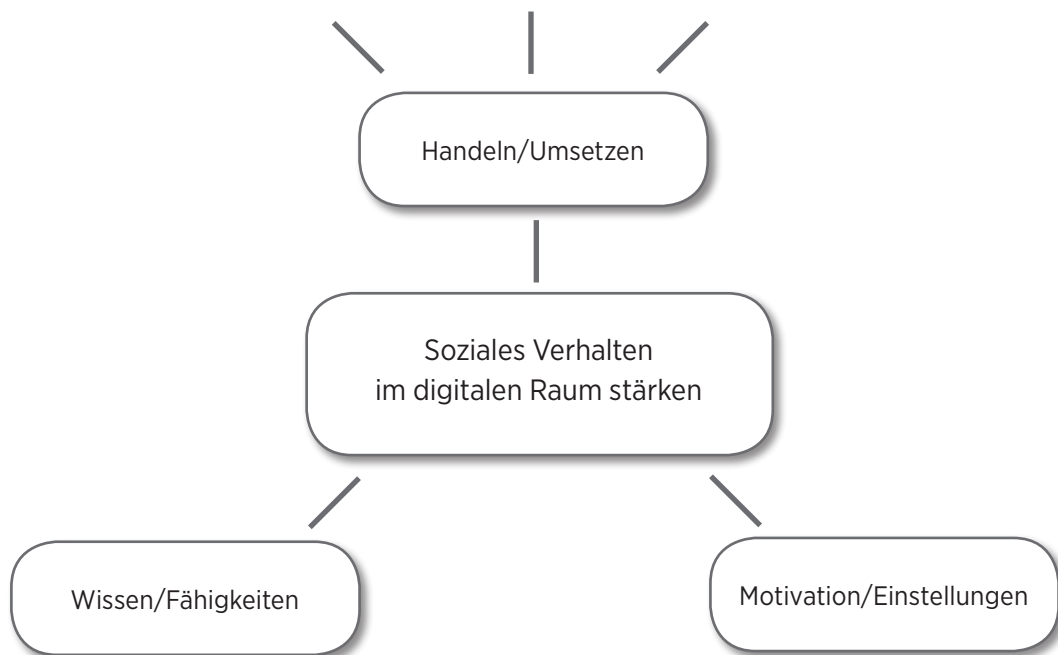 Handeln/Umsetzen
Soziales Verhalten
im digitalen Raum stärken
Wissen/Fähigkeiten
Motivation/Einstellungen